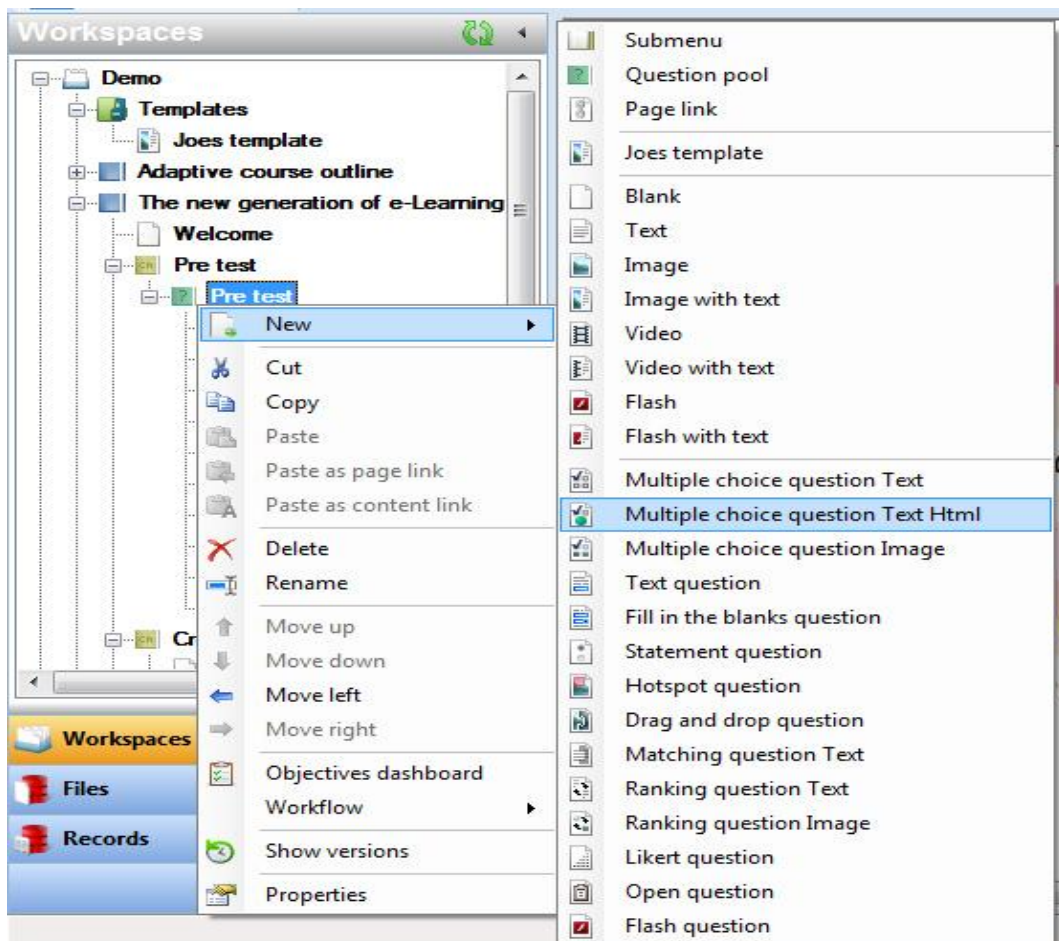 Workspaces
Demo
Templates
Joes template
Adaptive course outline
The new generation of e-Learning
Welcome
Pre test
Pre test
Cr
Workspaces
Files
Records
New
Cut
Copy
Paste
Paste as page link
Paste as content link
Delete
Rename
Move up
Move down
Move left
Move right
Objectives dashboard
Workflow
Show versions
Properties
Submenu
Question pool
Page link
Joes template
Blank
Text
Image
Image with text
Video
Video with text
Flash
Flash with text
Multiple choice question Text
Multiple choice question Text Html
Multiple choice question Image
Text question
Fill in the blanks question
Statement question
Hotspot question
Drag and drop question
Matching question Text
Ranking question Text
Ranking question Image
Likert question
Open question
Flash question